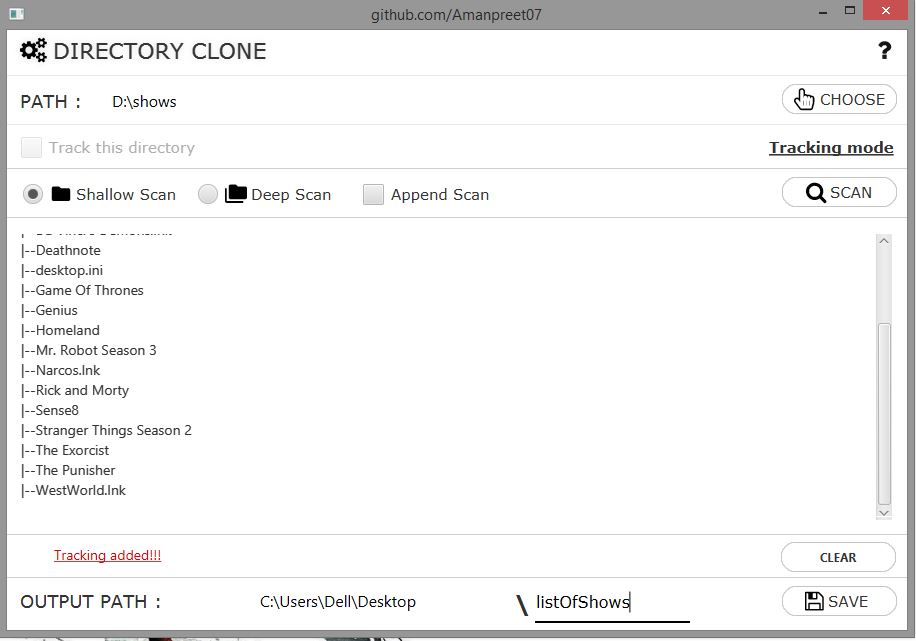 github.com/Amanpreet07
DIRECTORY CLONE ?
PATH : D:\shows CHOOSE
Track this directory Tracking mode
Shallow Scan Deep Scan Append Scan SCAN
|--Deathnote
|--desktop.ini
|--Game Of Thrones
|--Genius
|--Homeland
|--Mr. Robot Season 3
|--Narcos.lnk
|--Rick and Morty
|--Sense8
|--Stranger Things Season 2
|--The Exorcist
|--The Punisher
|--WestWorld.lnk
Tracking added!!! CLEAR
OUTPUT PATH : C:\Users\Dell\Desktop \ listOfShows SAVE